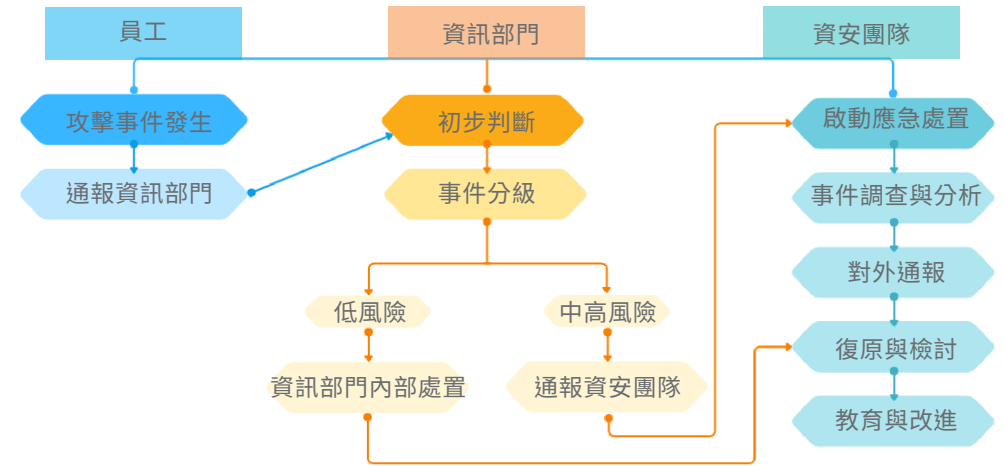 員工
資訊部門
資安團隊
攻擊事件發生
初步判斷
啟動應急處置
通報資訊部門
事件分級
事件調查與分析
對外通報
低風險
中高風險
復原與檢討
資訊部門內部處置
通報資安團隊
教育與改進